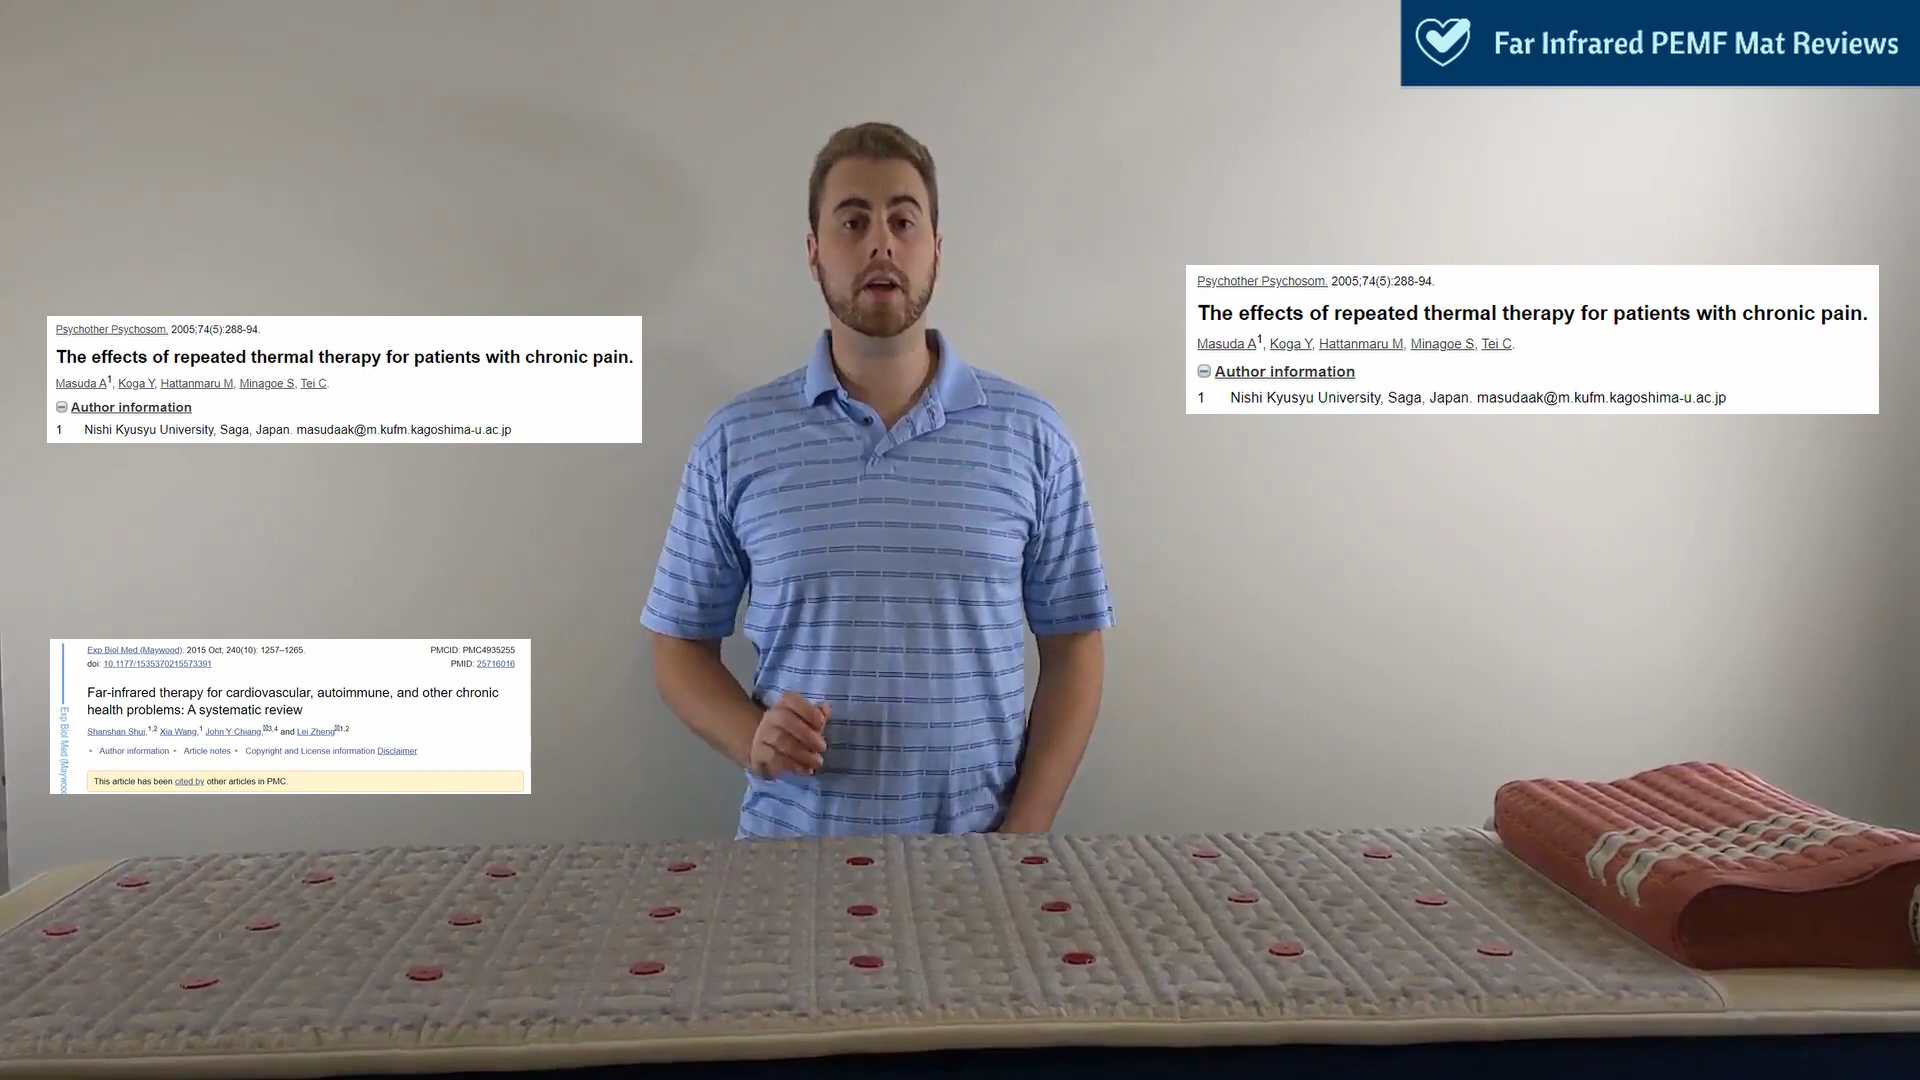 Far Infrared PEMF Mat Reviews
Psychother Psychosom. 2005;74(5):288-94.
The effects of repeated thermal therapy for patients with chronic pain.
Masuda A1, Koga Y, Hattanmaru M, Minagoe S, Tei C.
Author information
1 Nishi Kyusyu University, Saga, Japan. masudaak@m.kufm.kagoshima-u.ac.jp
Psychother Psychosom. 2005;74(5):288-94.
The effects of repeated thermal therapy for patients with chronic pain.
Masuda A1, Koga Y, Hattanmaru M, Minagoe S, Tei C.
Author information
1 Nishi Kyusyu University, Saga, Japan. masudaak@m.kufm.kagoshima-u.ac.jp
Exp Biol Med (Maywood). 2015 Oct; 240(10): 1257–1265.
PMCID: PMC4935255
doi: 10.1177/1535370215573391
PMID: 25716016
Far-infrared therapy for cardiovascular, autoimmune, and other chronic
health problems: A systematic review
Shanshan Shui,1,2 Xia Wang,1 John Y Chiang,3,4 and Lei Zheng1,2
Author information Article notes Copyright and License information Disclaimer
This article has been cited by other articles in PMC.
Exp Biol Med